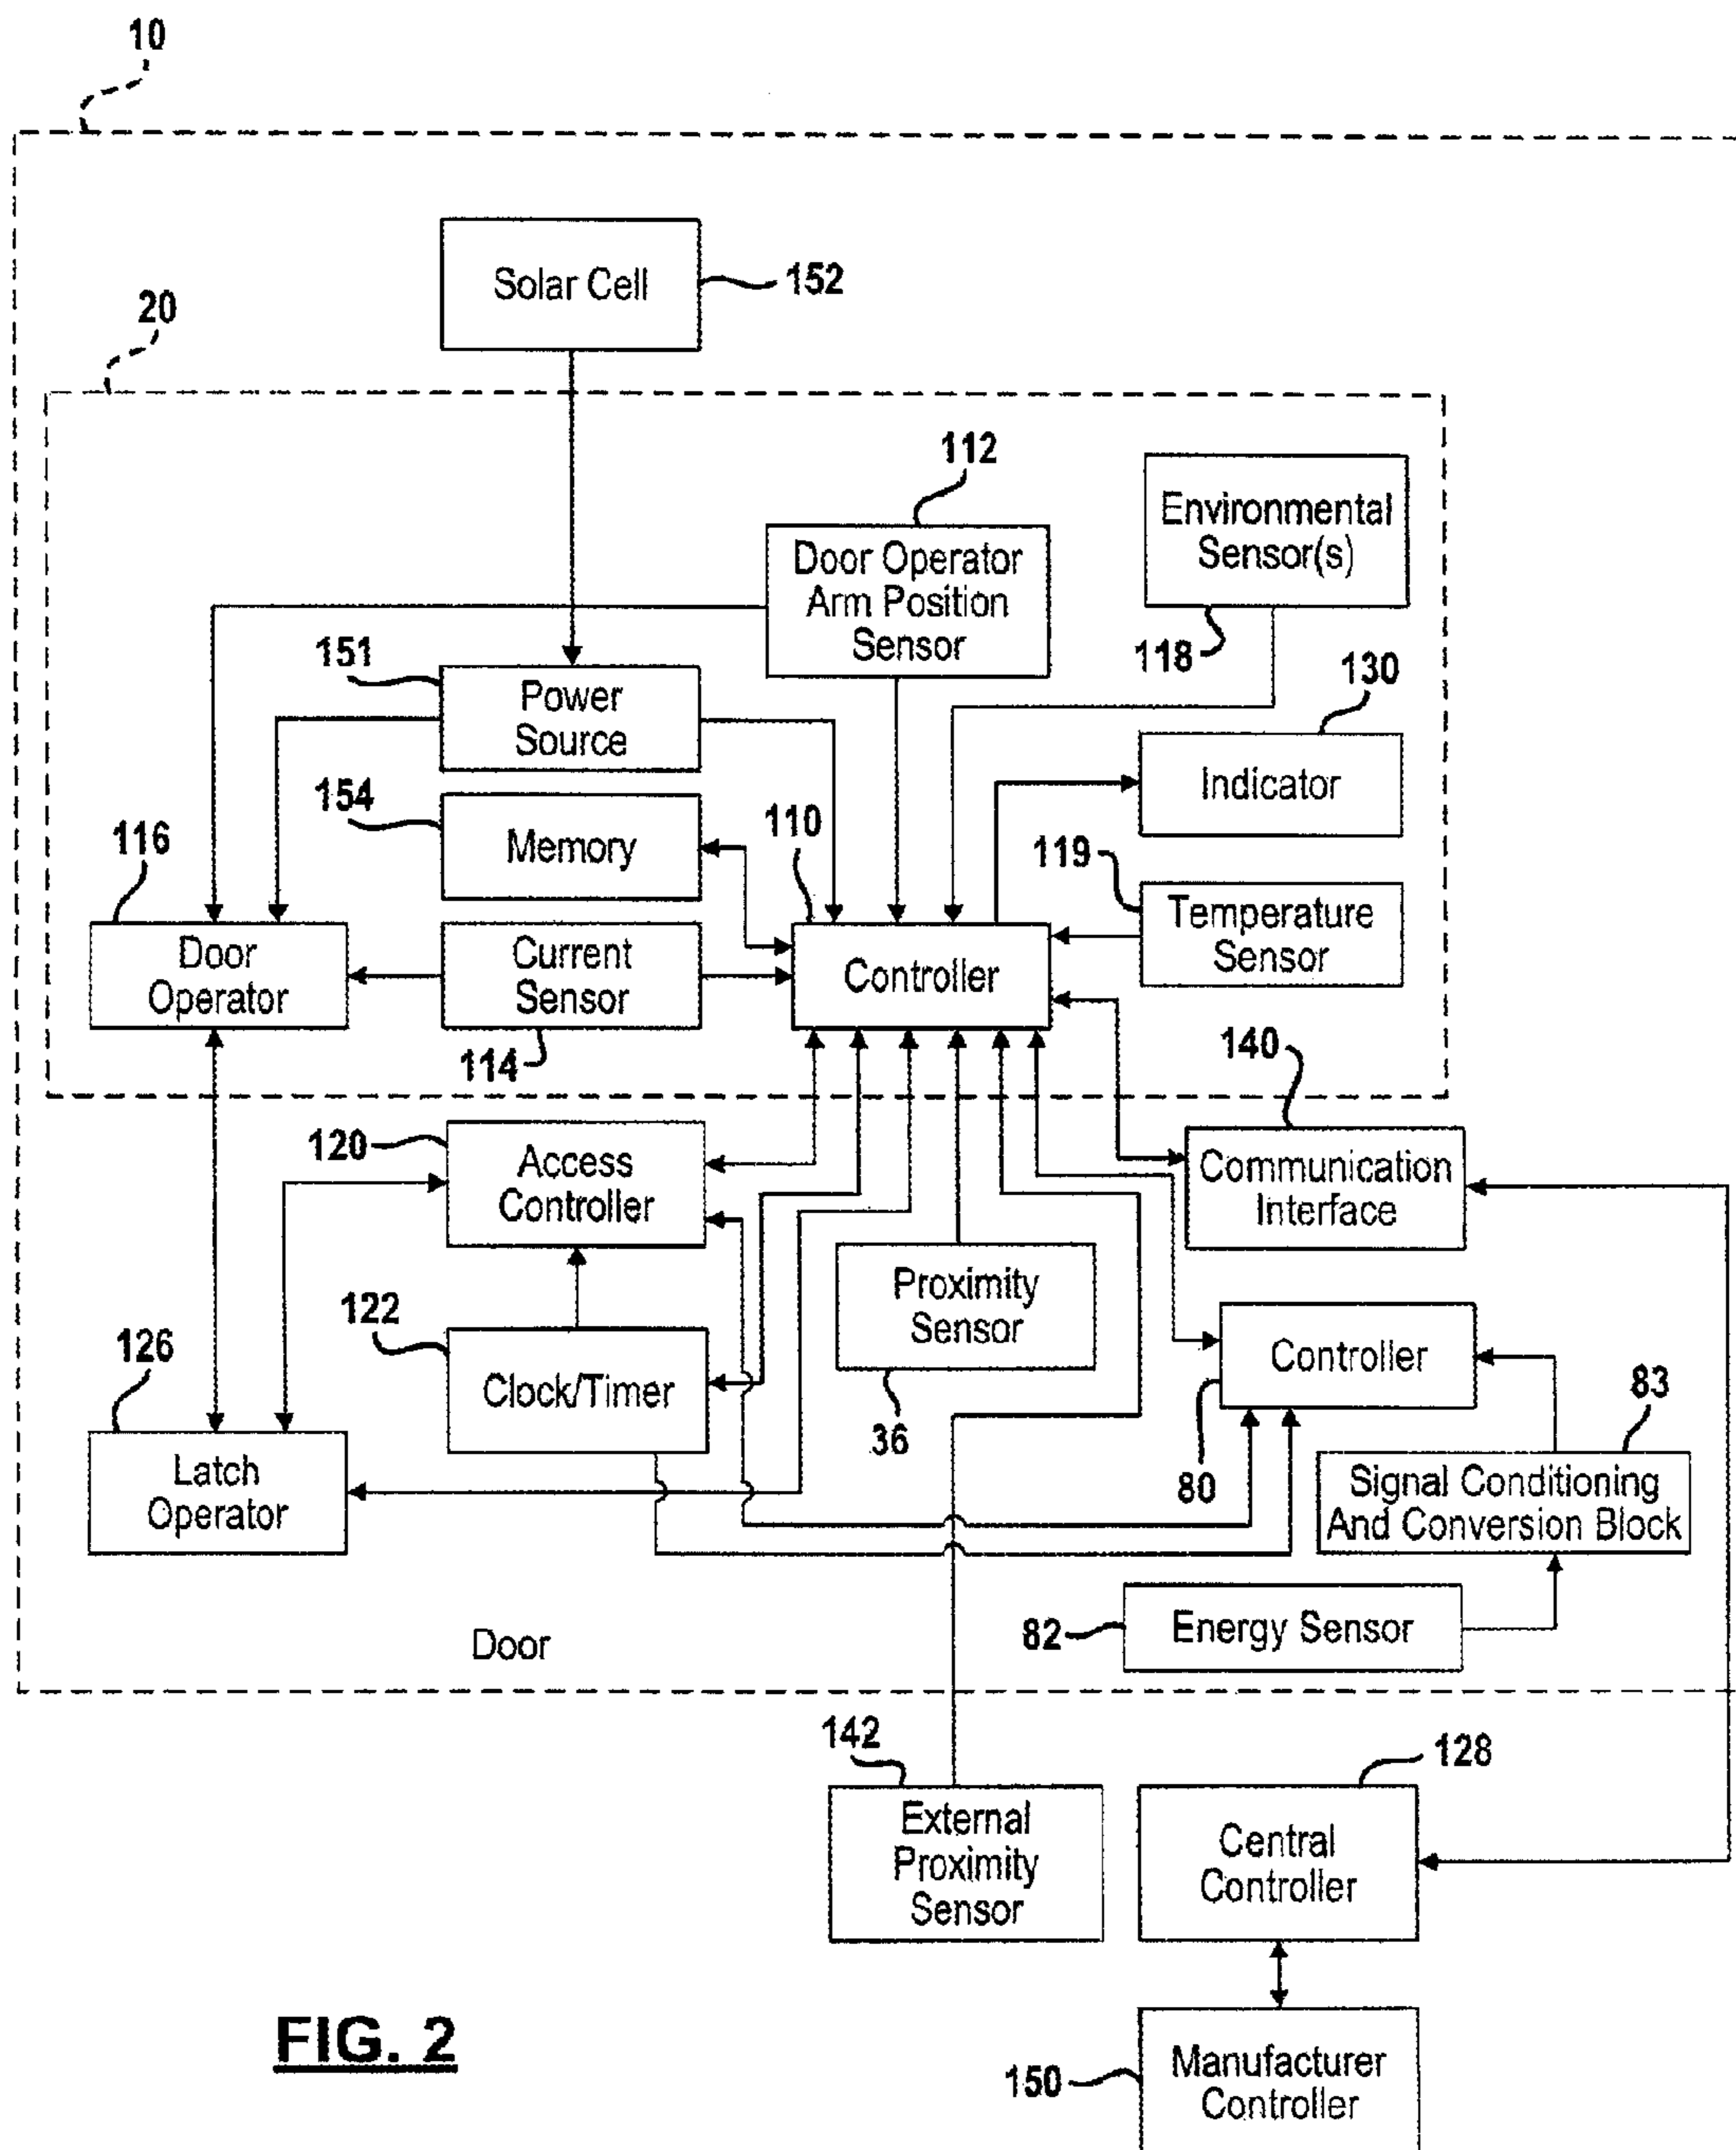 10
Solar Cell
152
20
112
Environmental
Sensor(s)
118
Door Operator
Arm Position
Sensor
151
Power
Source
130
Indicator
154
Memory
110
116
119
Temperature
Sensor
Door
Operator
Current
Sensor
114
Controller
140
120
Access
Controller
Communication
Interface
122
Clock/Timer
Proximity
Sensor
36
126
Latch
Operator
Controller
80
83
Signal Conditioning
And Conversion Block
82
Energy Sensor
Door
142
External
Proximity
Sensor
128
Central
Controller
150
Manufacturer
Controller
FIG. 2